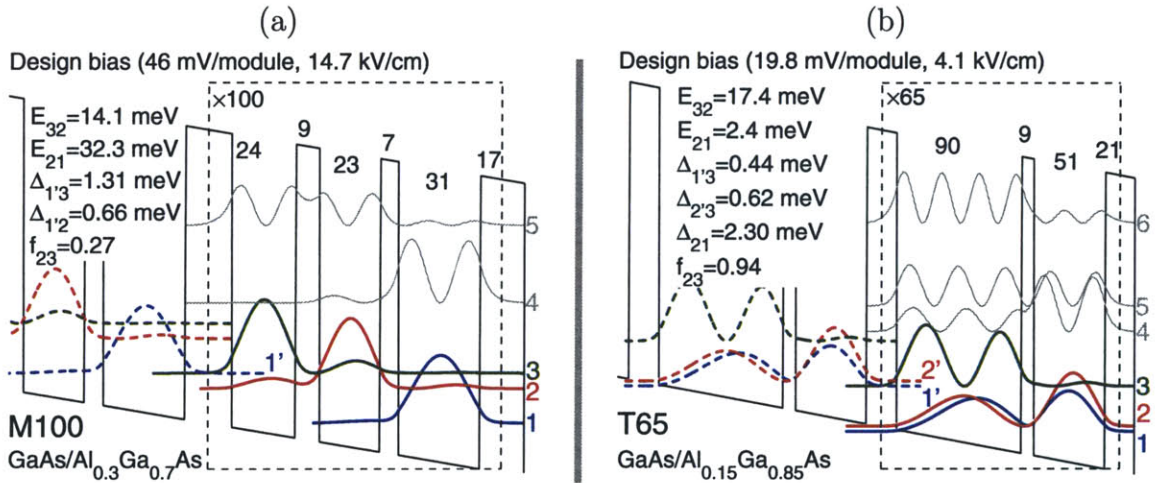 (a)
Design bias (46 mV/module, 14.7 kV/cm)
×100
E32=14.1 meV
E21=32.3 meV
Δ1'3=1.31 meV
Δ1'2=0.66 meV
f23=0.27
24
9
23
7
31
17
5
4
3
2
1
1'
M100
GaAs/Al0.3Ga0.7As
(b)
Design bias (19.8 mV/module, 4.1 kV/cm)
×65
E32=17.4 meV
E21=2.4 meV
Δ1'3=0.44 meV
Δ2'3=0.62 meV
Δ21=2.30 meV
f23=0.94
90
9
51
21
6
5
4
3
2
1
2'
1'
T65
GaAs/Al0.15Ga0.85As